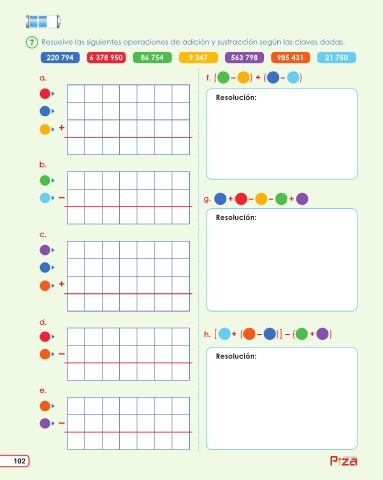 7 Resuelve las siguientes operaciones de adición y sustracción según las claves dadas.
220 794 6 378 950 86 754 9 347 563 798 985 431 21 750
a.
+
b.
–
c.
+
d.
–
e.
–
f. ( – ) + ( – )
Resolución:
g. + – – +
Resolución:
h. [ + ( – )] – ( + )
Resolución:
102
Pizza